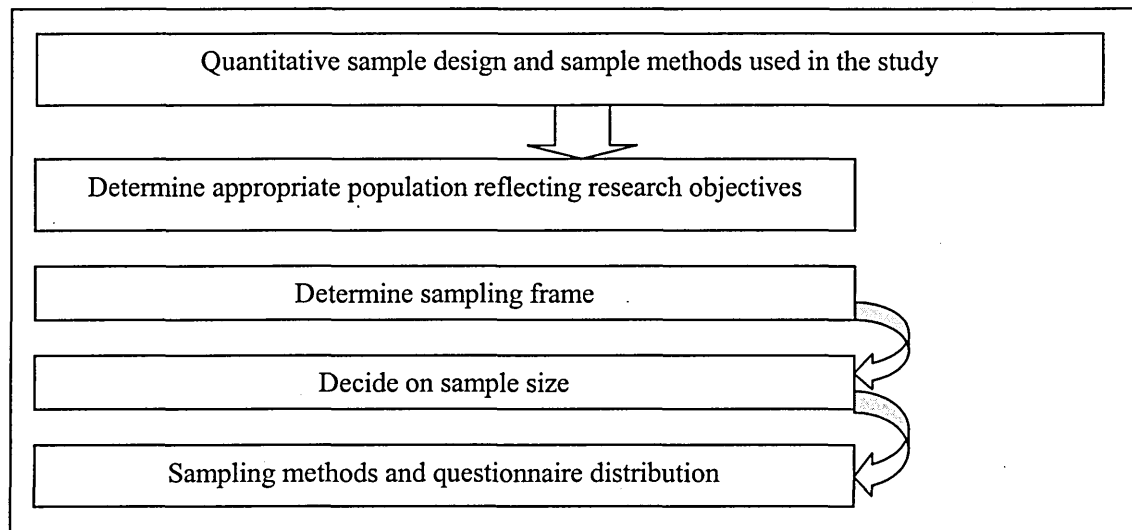 Quantitative sample design and sample methods used in the study
Determine appropriate population reflecting research objectives
Determine sampling frame
Decide on sample size
Sampling methods and questionnaire distribution